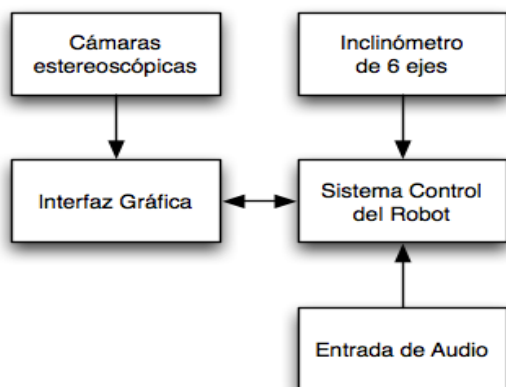 Cámaras
estereoscópicas
Inclinómetro
de 6 ejes
Interfaz Gráfica
Sistema Control
del Robot
Entrada de Audio